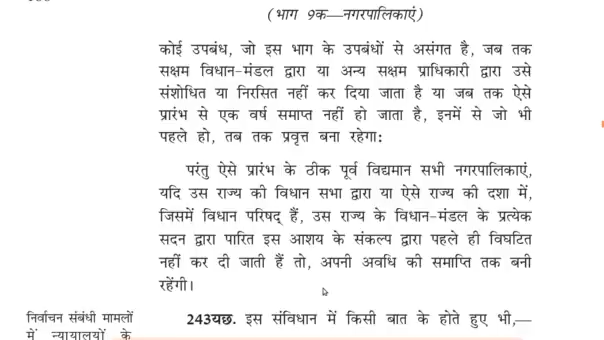 (भाग 9क—नगरपालिकाएं)
कोई उपबंध, जो इस भाग के उपबंधों से असंगत है, जब तक
सक्षम विधान-मंडल द्वारा या अन्य सक्षम प्राधिकारी द्वारा उसे
संशोधित या निरसित नहीं कर दिया जाता है या जब तक ऐसे
प्रारंभ से एक वर्ष समाप्त नहीं हो जाता है, इनमें से जो भी
पहले हो, तब तक प्रवृत्त बना रहेगा:
परंतु ऐसे प्रारंभ के ठीक पूर्व विद्यमान सभी नगरपालिकाएं,
यदि उस राज्य की विधान सभा द्वारा या ऐसे राज्य की दशा में,
जिसमें विधान परिषद् हैं, उस राज्य के विधान-मंडल के प्रत्येक
सदन द्वारा पारित इस आशय के संकल्प द्वारा पहले ही विघटित
नहीं कर दी जाती हैं तो, अपनी अवधि की समाप्ति तक बनी
रहेंगी।
निर्वाचन संबंधी मामलों
में न्यायालयों के
243यछ. इस संविधान में किसी बात के होते हुए भी,—